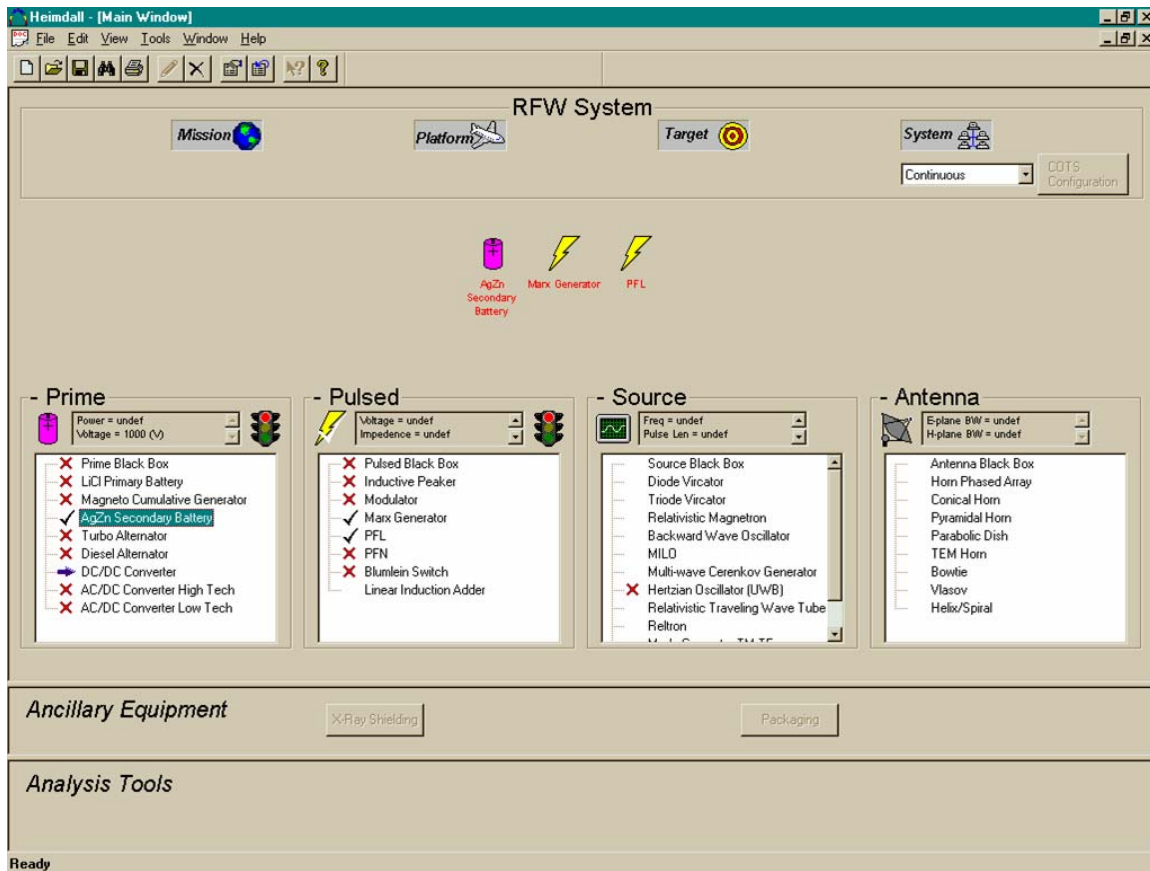 Heimdall - [Main Window]
File Edit View Tools Window Help
RFW System
Mission
Platform
Target
System
Continuous
COTS
Configuration
AgZn
Secondary
Battery
Marx Generator
PFL
- Prime
Power = undef
Voltage = 1000 (V)
Prime Black Box
LiCl Primary Battery
Magneto Cumulative Generator
AgZn Secondary Battery
Turbo Alternator
Diesel Alternator
DC/DC Converter
AC/DC Converter High Tech
AC/DC Converter Low Tech
- Pulsed
Voltage = undef
Impedence = undef
Pulsed Black Box
Inductive Peaker
Modulator
Marx Generator
PFL
PFN
Blumlein Switch
Linear Induction Adder
- Source
Freq = undef
Pulse Len = undef
Source Black Box
Diode Vircator
Triode Vircator
Relativistic Magnetron
Backward Wave Oscillator
MILO
Multi-wave Cerenkov Generator
Hertzian Oscillator (UWB)
Relativistic Traveling Wave Tube
Reltron
- Antenna
E-plane BW = undef
H-plane BW = undef
Antenna Black Box
Horn Phased Array
Conical Horn
Pyramidal Horn
Parabolic Dish
TEM Horn
Bowtie
Vlasov
Helix/Spiral
Ancillary Equipment
X-Ray Shielding
Packaging
Analysis Tools
Ready